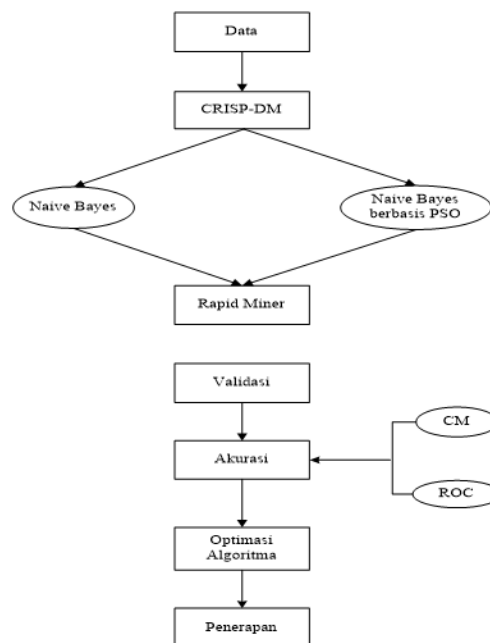 Data
CRISP-DM
Naive Bayes
Naive Bayes
berbasis PSO
Rapid Miner
Validasi
CM
Akurasi
ROC
Optimasi
Algoritma
Penerapan